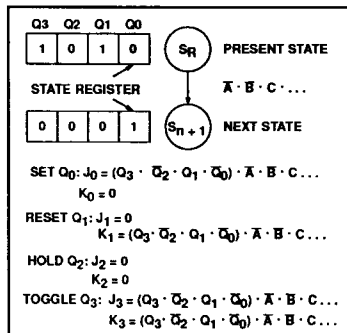 Q3 Q2 Q1 Q0
1 0 1 0
S_R
PRESENT STATE
STATE REGISTER
A̅ · B̅ · C · . . .
0 0 0 1
S_{n + 1}
NEXT STATE
SET Q₀: J₀ = (Q₃ · Q̅₂ · Q₁ · Q̅₀) · A̅ · B̅ · C . . .
K₀ = 0
RESET Q₁: J₁ = 0
K₁ = (Q₃ · Q̅₂ · Q₁ · Q̅₀) · A̅ · B̅ · C . . .
HOLD Q₂: J₂ = 0
K₂ = 0
TOGGLE Q₃: J₃ = (Q₃ · Q̅₂ · Q₁ · Q̅₀) · A̅ · B̅ · C . . .
K₃ = (Q₃ · Q̅₂ · Q₁ · Q̅₀) · A̅ · B̅ · C . . .